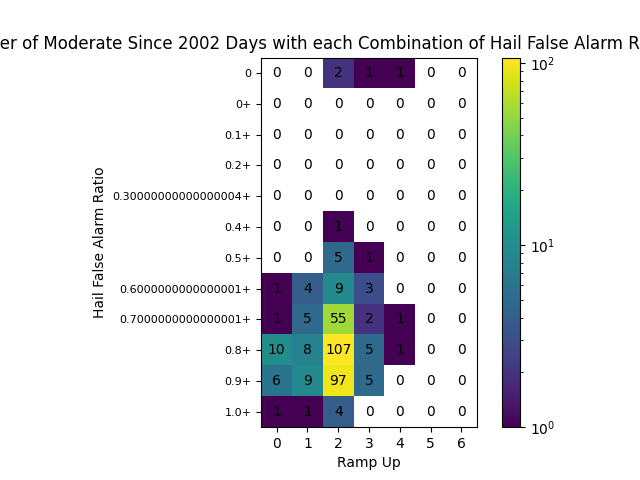 er of Moderate Since 2002 Days with each Combination of Hail False Alarm R
Hail False Alarm Ratio
0 0 0 2 1 1 0 0
0+ 0 0 0 0 0 0 0
0.1+ 0 0 0 0 0 0 0
0.2+ 0 0 0 0 0 0 0
0.30000000000000004+ 0 0 0 0 0 0 0
0.4+ 0 0 1 0 0 0 0
0.5+ 0 0 5 1 0 0 0
0.6000000000000001+ 1 4 9 3 0 0 0
0.7000000000000001+ 1 5 55 2 1 0 0
0.8+ 10 8 107 5 1 0 0
0.9+ 6 9 97 5 0 0 0
1.0+ 1 1 4 0 0 0 0
0 1 2 3 4 5 6
Ramp Up
10²
10¹
10⁰